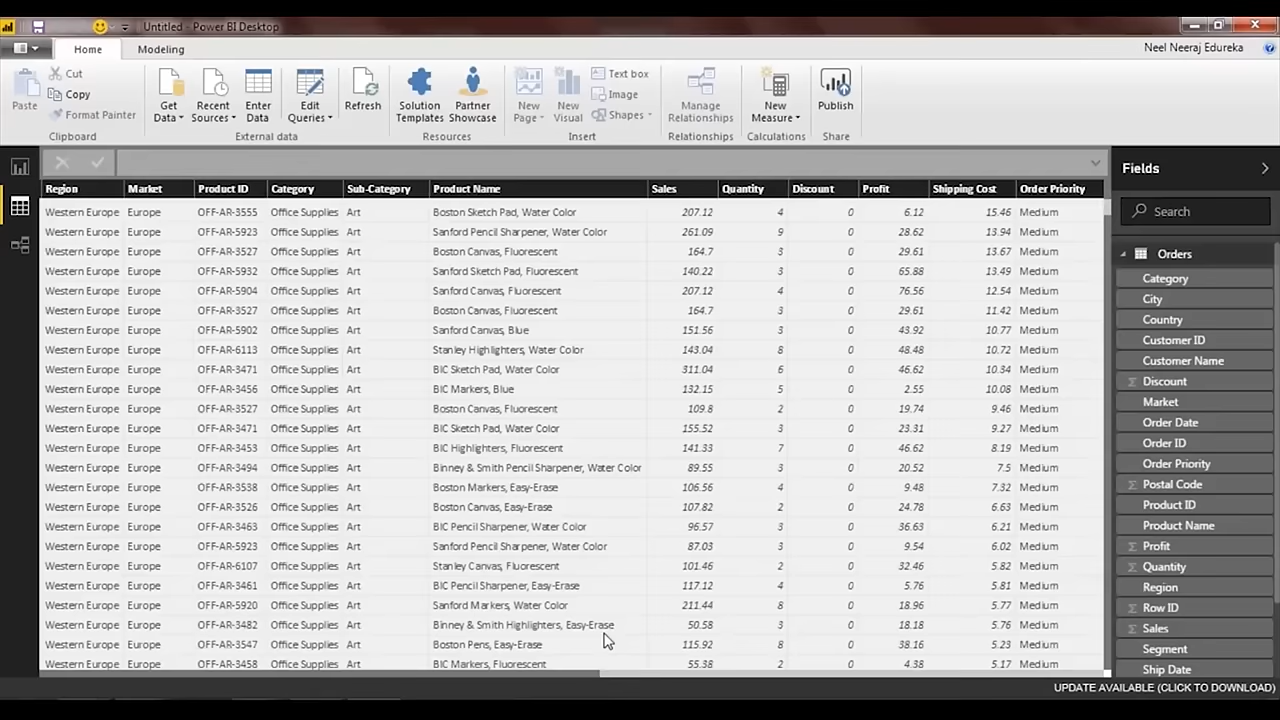 Untitled - Power BI Desktop
Home Modeling Neel Neeraj Edureka
Paste Cut Copy Format Painter Clipboard
Get Data Recent Sources Enter Data Edit Queries Refresh External data
Solution Templates Partner Showcase Resources
New Page New Visual Text box Image Shapes Insert
Manage Relationships Relationships
New Measure Calculations
Publish Share
Region Market Product ID Category Sub-Category Product Name Sales Quantity Discount Profit Shipping Cost Order Priority
Western Europe Europe OFF-AR-3555 Office Supplies Art Boston Sketch Pad, Water Color 207.12 4 0 6.12 15.46 Medium
Western Europe Europe OFF-AR-5923 Office Supplies Art Sanford Pencil Sharpener, Water Color 261.09 9 0 28.62 13.94 Medium
Western Europe Europe OFF-AR-3527 Office Supplies Art Boston Canvas, Fluorescent 164.7 3 0 29.61 13.67 Medium
Western Europe Europe OFF-AR-5932 Office Supplies Art Sanford Sketch Pad, Fluorescent 140.22 3 0 65.88 13.49 Medium
Western Europe Europe OFF-AR-5904 Office Supplies Art Sanford Canvas, Fluorescent 207.12 4 0 76.56 12.54 Medium
Western Europe Europe OFF-AR-3527 Office Supplies Art Boston Canvas, Fluorescent 164.7 3 0 29.61 11.42 Medium
Western Europe Europe OFF-AR-5902 Office Supplies Art Sanford Canvas, Blue 151.56 3 0 43.92 10.77 Medium
Western Europe Europe OFF-AR-6113 Office Supplies Art Stanley Highlighters, Water Color 143.04 8 0 48.48 10.72 Medium
Western Europe Europe OFF-AR-3471 Office Supplies Art BIC Sketch Pad, Water Color 311.04 6 0 46.62 10.34 Medium
Western Europe Europe OFF-AR-3456 Office Supplies Art BIC Markers, Blue 132.15 5 0 2.55 10.08 Medium
Western Europe Europe OFF-AR-3527 Office Supplies Art Boston Canvas, Fluorescent 109.8 2 0 19.74 9.46 Medium
Western Europe Europe OFF-AR-3471 Office Supplies Art BIC Sketch Pad, Water Color 155.52 3 0 23.31 9.27 Medium
Western Europe Europe OFF-AR-3453 Office Supplies Art BIC Highlighters, Fluorescent 141.33 7 0 46.62 8.19 Medium
Western Europe Europe OFF-AR-3494 Office Supplies Art Binney & Smith Pencil Sharpener, Water Color 89.55 3 0 20.52 7.5 Medium
Western Europe Europe OFF-AR-3538 Office Supplies Art Boston Markers, Easy-Erase 106.56 4 0 9.48 7.32 Medium
Western Europe Europe OFF-AR-3526 Office Supplies Art Boston Canvas, Easy-Erase 107.82 2 0 24.78 6.63 Medium
Western Europe Europe OFF-AR-3463 Office Supplies Art BIC Pencil Sharpener, Water Color 96.57 3 0 36.63 6.21 Medium
Western Europe Europe OFF-AR-5923 Office Supplies Art Sanford Pencil Sharpener, Water Color 87.03 3 0 9.54 6.02 Medium
Western Europe Europe OFF-AR-6107 Office Supplies Art Stanley Canvas, Fluorescent 101.46 2 0 32.46 5.82 Medium
Western Europe Europe OFF-AR-3461 Office Supplies Art BIC Pencil Sharpener, Easy-Erase 117.12 4 0 5.76 5.81 Medium
Western Europe Europe OFF-AR-5920 Office Supplies Art Sanford Markers, Water Color 211.44 8 0 18.96 5.77 Medium
Western Europe Europe OFF-AR-3482 Office Supplies Art Binney & Smith Highlighters, Easy-Erase 50.58 3 0 18.18 5.76 Medium
Western Europe Europe OFF-AR-3547 Office Supplies Art Boston Pens, Easy-Erase 115.92 8 0 38.16 5.23 Medium
Western Europe Europe OFF-AR-3458 Office Supplies Art BIC Markers, Fluorescent 55.38 2 0 4.38 5.17 Medium
Fields
Search
Orders
Category
City
Country
Customer ID
Customer Name
Σ Discount
Market
Order Date
Order ID
Order Priority
Σ Postal Code
Product ID
Product Name
Σ Profit
Σ Quantity
Region
Σ Row ID
Σ Sales
Segment
Ship Date
UPDATE AVAILABLE (CLICK TO DOWNLOAD)